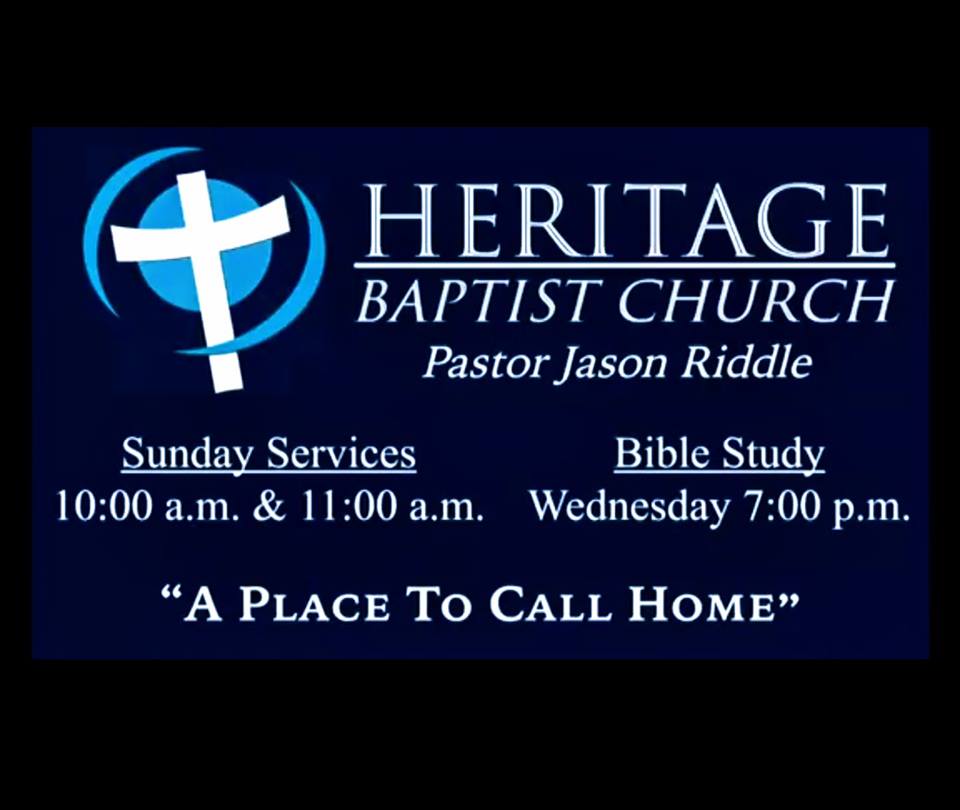 HERITAGE
BAPTIST CHURCH
Pastor Jason Riddle
Sunday Services
10:00 a.m. & 11:00 a.m.
Bible Study
Wednesday 7:00 p.m.
“A PLACE TO CALL HOME”